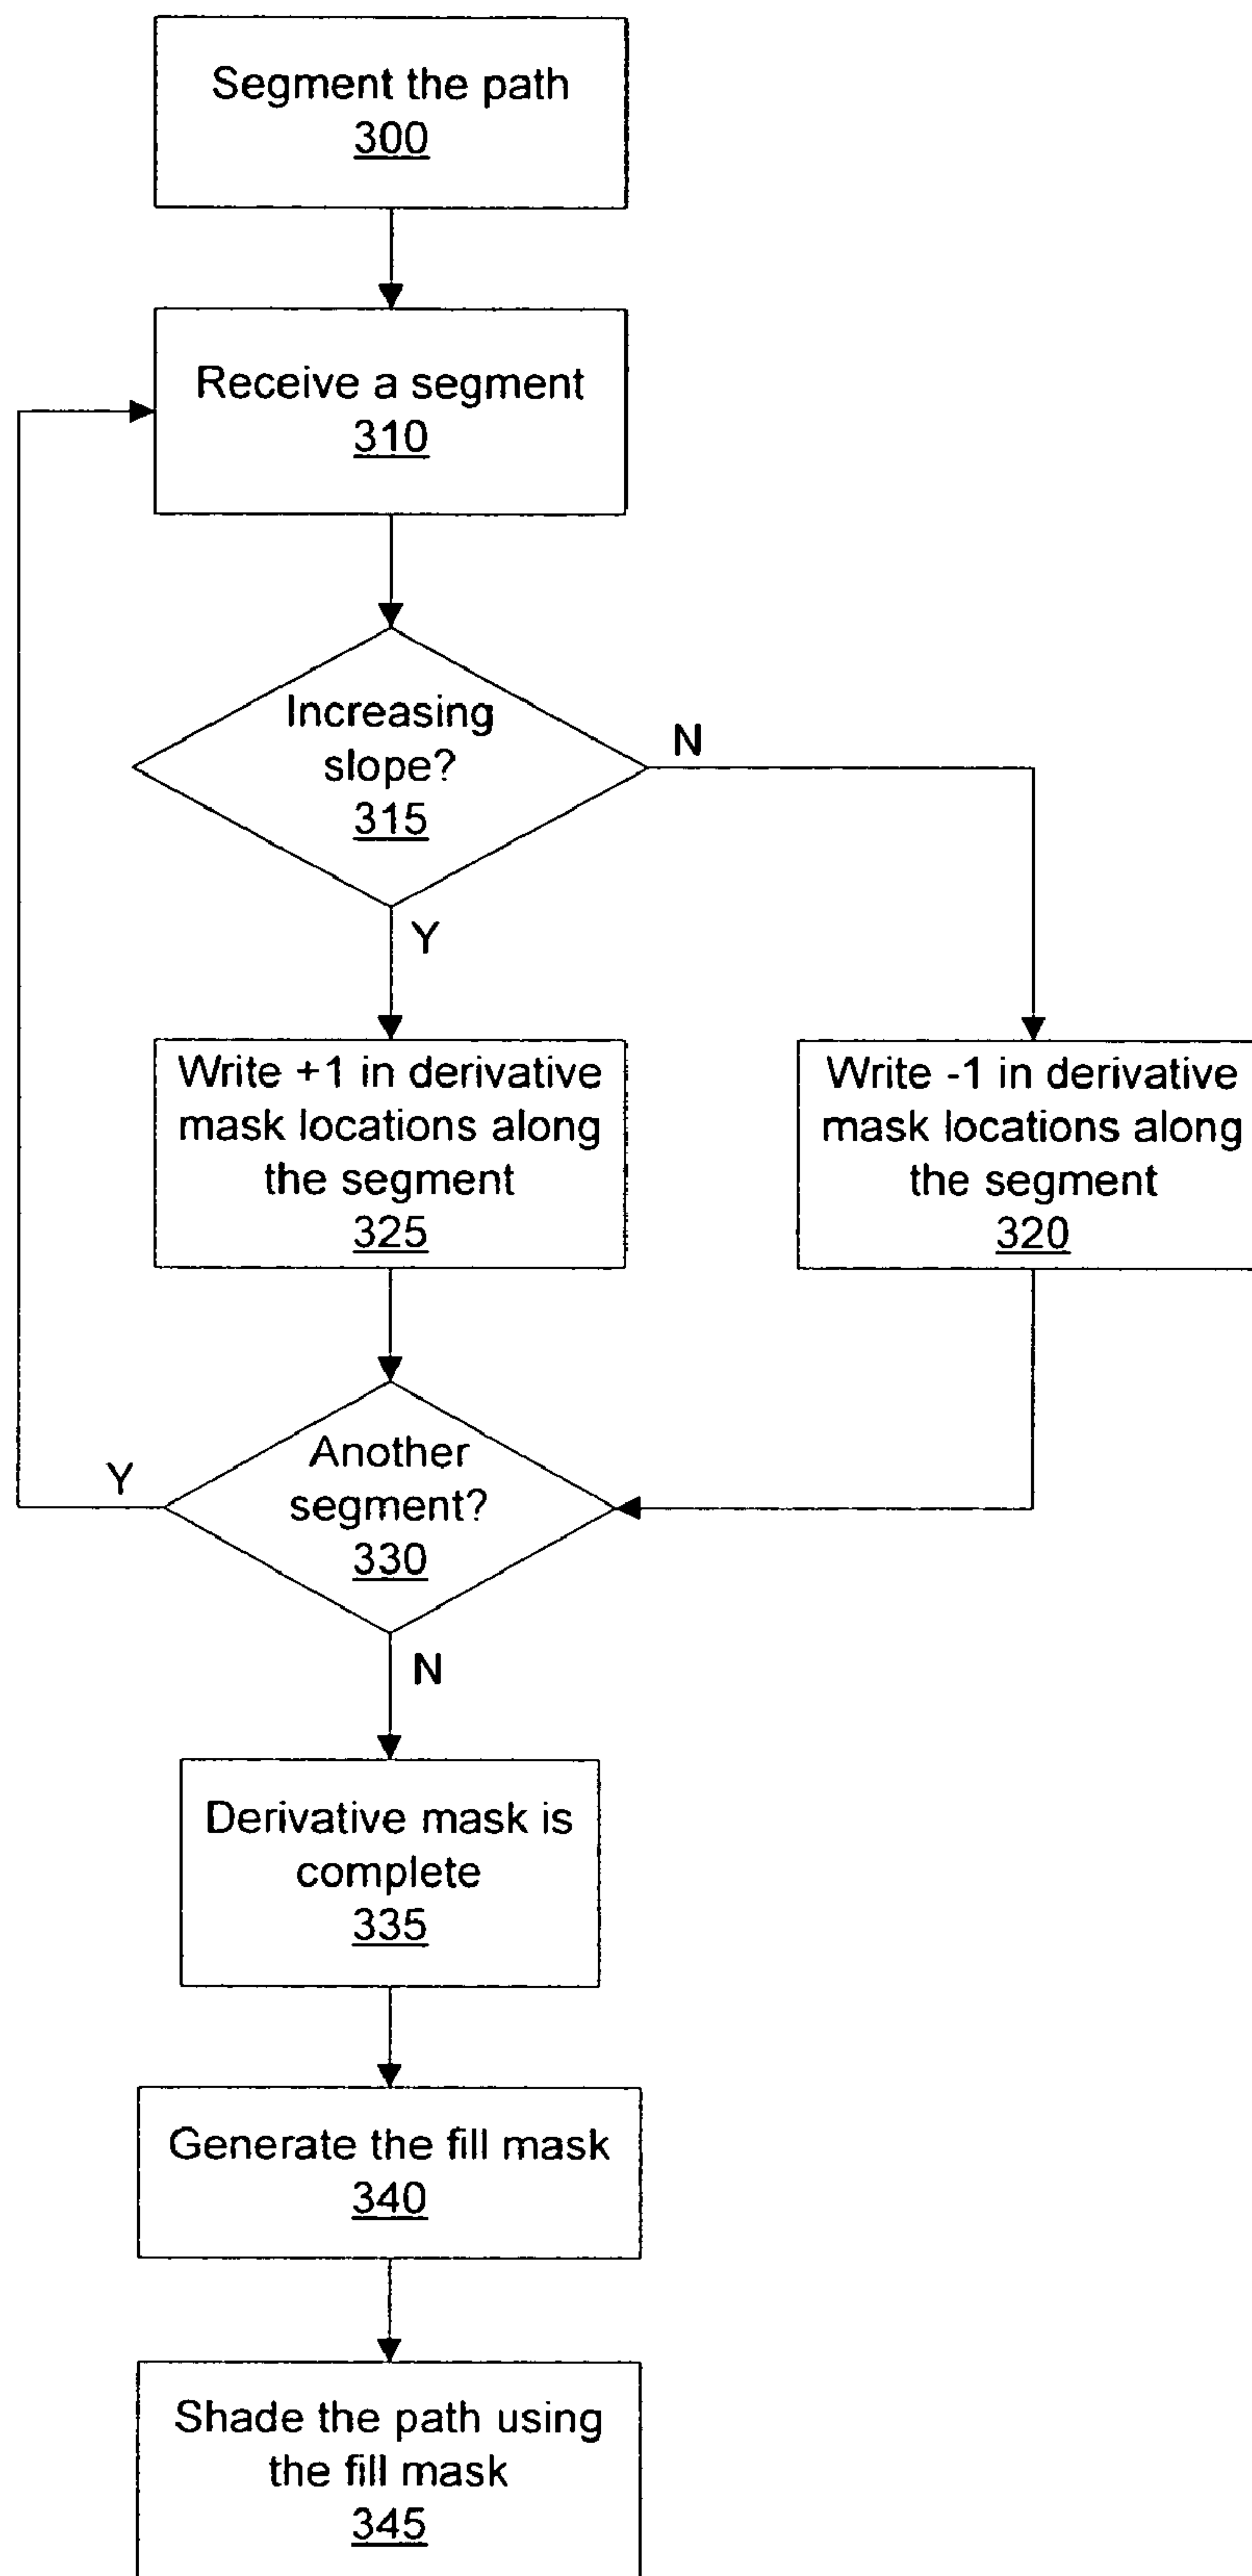 Segment the path
300
Receive a segment
310
Increasing
slope?
315
N
Y
Write +1 in derivative
mask locations along
the segment
325
Write -1 in derivative
mask locations along
the segment
320
Another
segment?
330
Y
N
Derivative mask is
complete
335
Generate the fill mask
340
Shade the path using
the fill mask
345